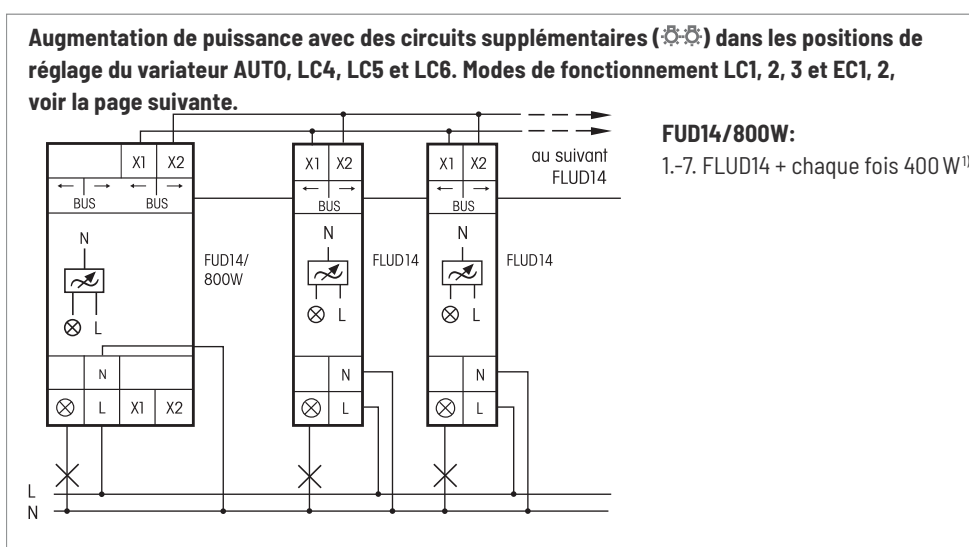 Augmentation de puissance avec des circuits supplémentaires ( - ) dans les positions de
réglage du variateur AUTO, LC4, LC5 et LC6. Modes de fonctionnement LC1, 2, 3 et EC1, 2,
voir la page suivante.
FUD14/800W:
1.-7. FLUD14 + chaque fois 400 W¹⁾
au suivant
FLUD14
X1 X2
X1 X2
X1 X2
BUS BUS
BUS
BUS
N
N
N
FUD14/
800W
FLUD14
FLUD14
L
L
L
N
N
N
L X1 X2
L
L
L
N